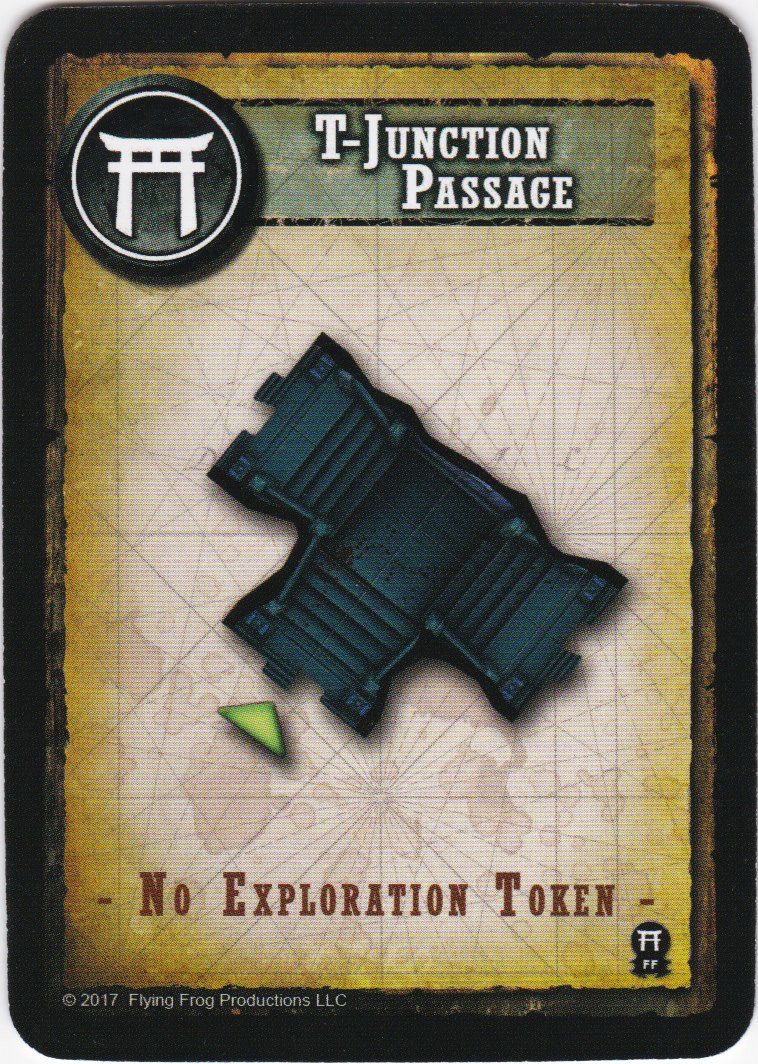 T-Junction
Passage
- No Exploration Token -
FF
© 2017 Flying Frog Productions LLC